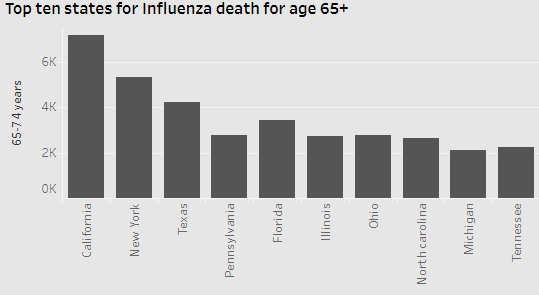 Top ten states for Influenza death for age 65+
65-74 years
6K
4K
2K
0K
California
New York
Texas
Pennsylvania
Florida
Illinois
Ohio
North carolina
Michigan
Tennessee